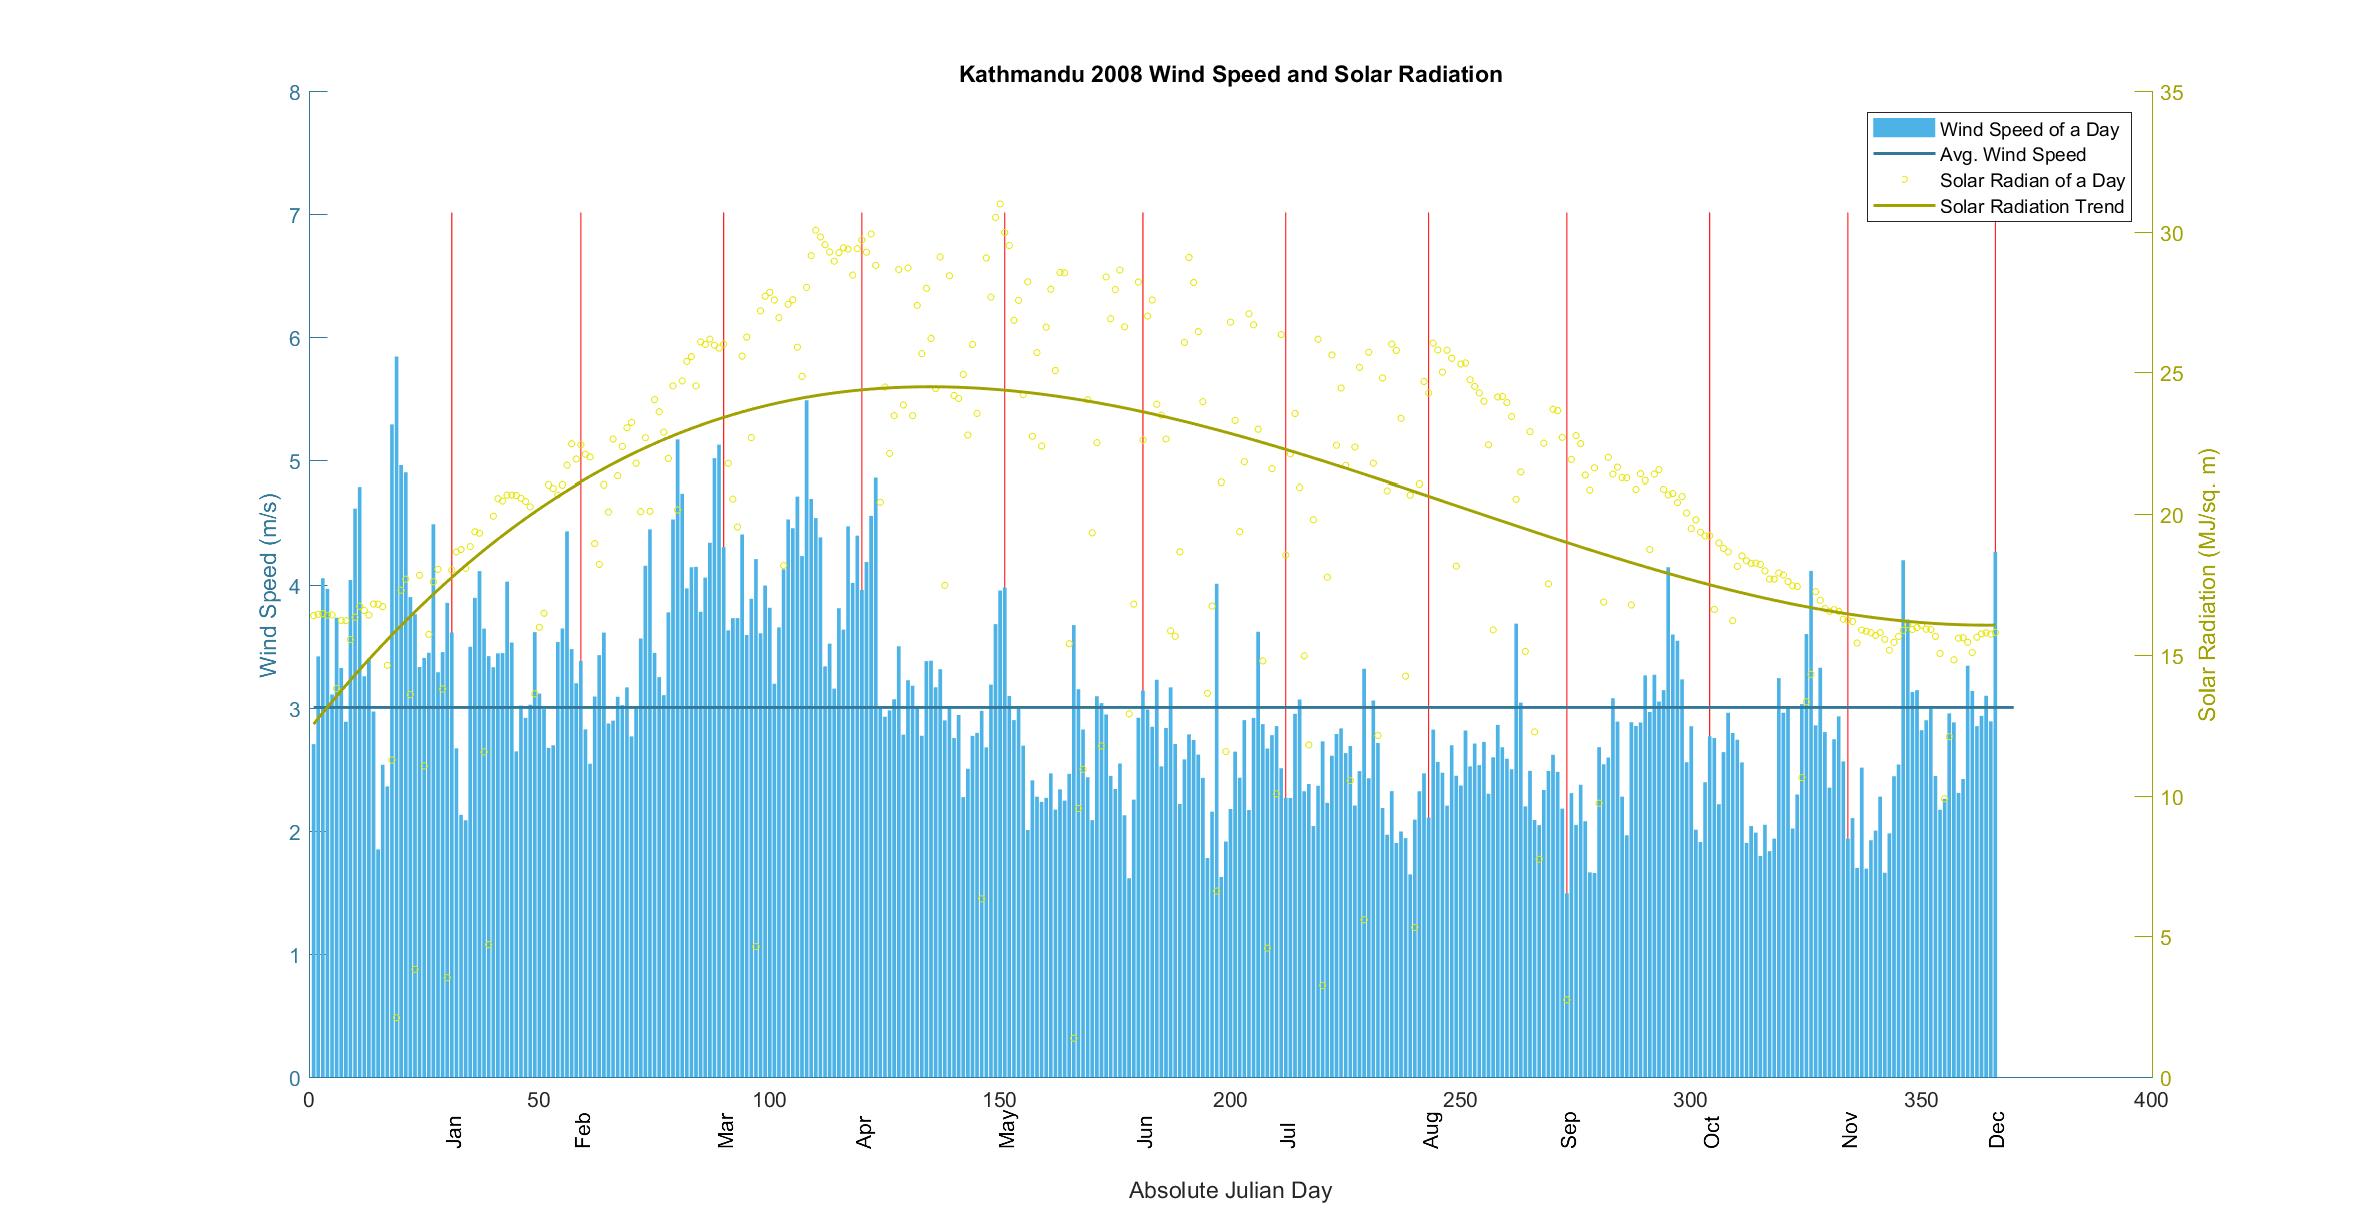 Kathmandu 2008 Wind Speed and Solar Radiation
8
7
6
5
4
3
2
1
0
Wind Speed (m/s)
35
30
25
20
15
10
5
0
Solar Radiation (MJ/sq. m)
Wind Speed of a Day
Avg. Wind Speed
Solar Radian of a Day
Solar Radiation Trend
0 50 100 150 200 250 300 350 400
Jan Feb Mar Apr May Jun Jul Aug Sep Oct Nov Dec
Absolute Julian Day